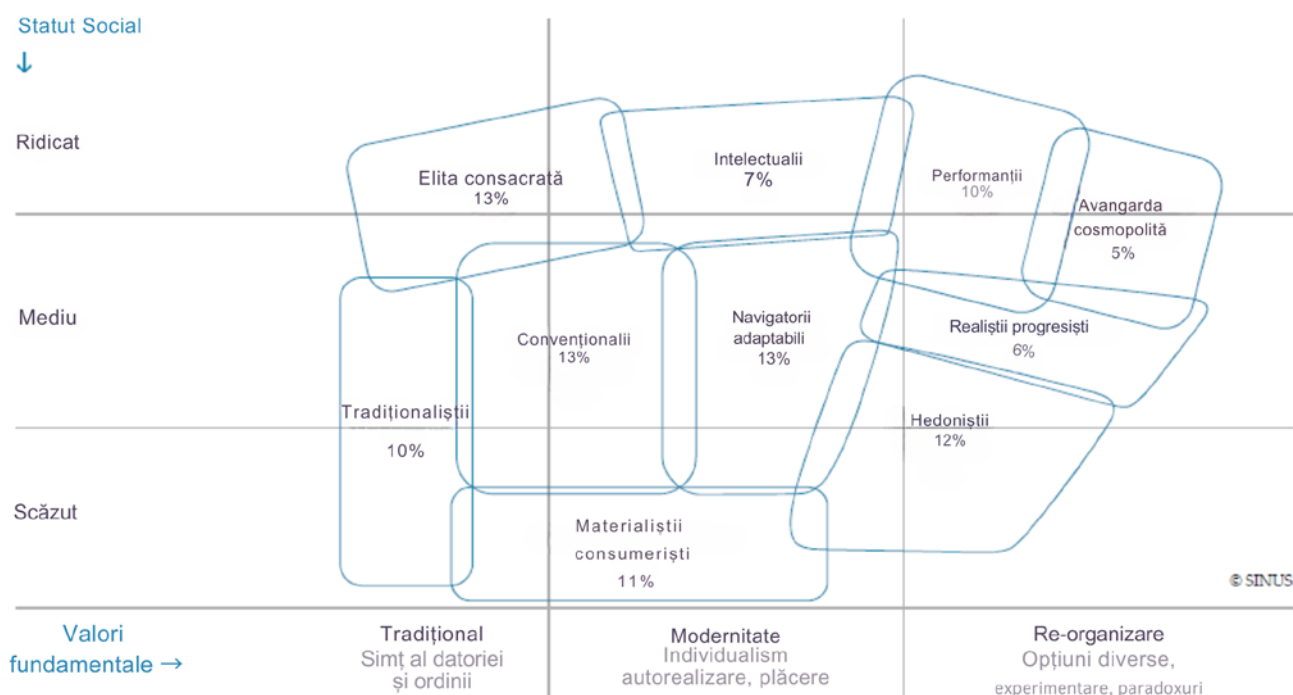 Statut Social
↓
Ridicat
Elita consacrată
13%
Intelectualii
7%
Performanții
10%
Avangarda
cosmopolită
5%
Mediu
Convenționalii
13%
Navigatorii
adaptabili
13%
Realiștii progresiști
6%
Tradiționaliștii
10%
Hedoniștii
12%
Scăzut
Materialiștii
consumeriști
11%
© SINUS
Valori
fundamentale →
Tradițional
Simț al datoriei
și ordinii
Modernitate
Individualism
autorealizare, plăcere
Re-organizare
Opțiuni diverse,
experimentare, paradoxuri